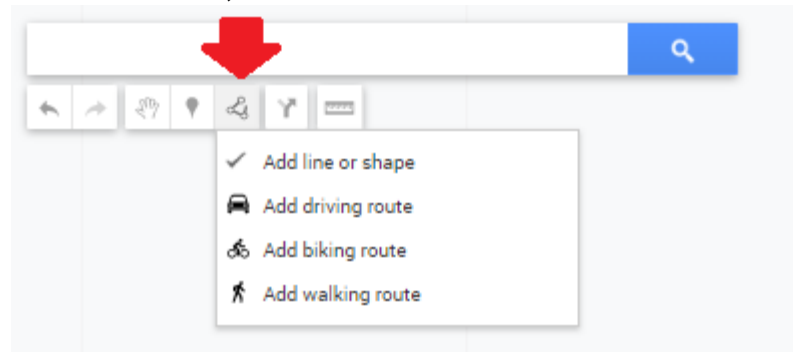 Add line or shape
Add driving route
Add biking route
Add walking route